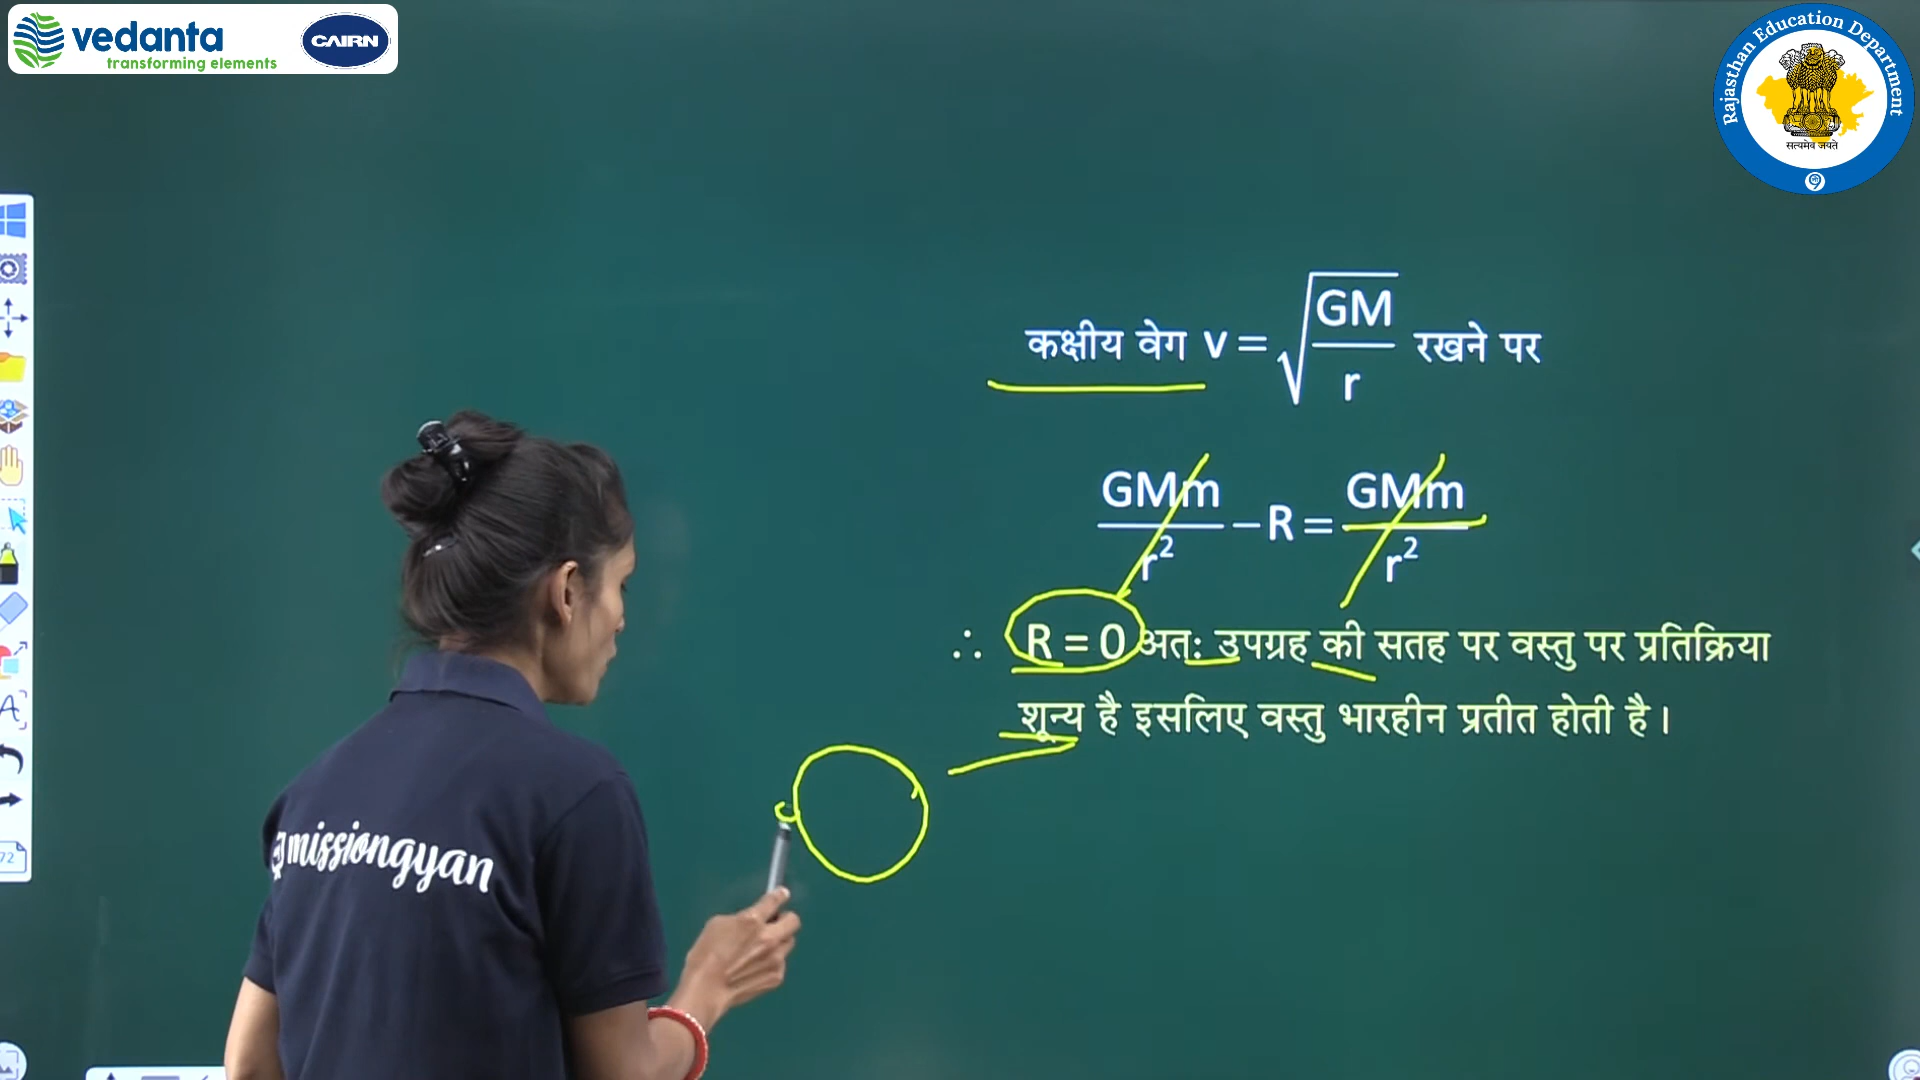 vedanta
transforming elements
CAIRN
Rajasthan Education Department
सत्यमेव जयते
कक्षीय वेग v = √(GM/r) रखने पर
GMm/r² − R = GMm/r²
∴ R = 0 अत: उपग्रह की सतह पर वस्तु पर प्रतिक्रिया
शून्य है इसलिए वस्तु भारहीन प्रतीत होती है।
missiongyan
72